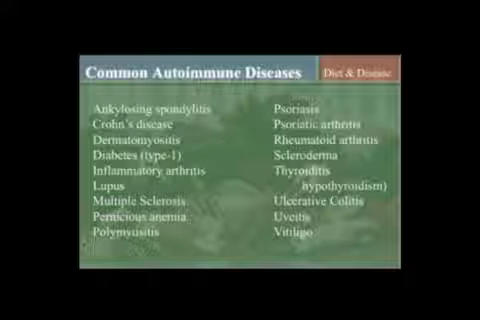 Common Autoimmune Diseases
Diet & Disease
Ankylosing spondylitis
Crohn's disease
Dermatomyositis
Diabetes (type-1)
Inflammatory arthritis
Lupus
Multiple Sclerosis
Pernicious anemia
Polymyositis
Psoriasis
Psoriatic arthritis
Rheumatoid arthritis
Scleroderma
Thyroiditis
hypothyroidism)
Ulcerative Colitis
Uveitis
Vitiligo